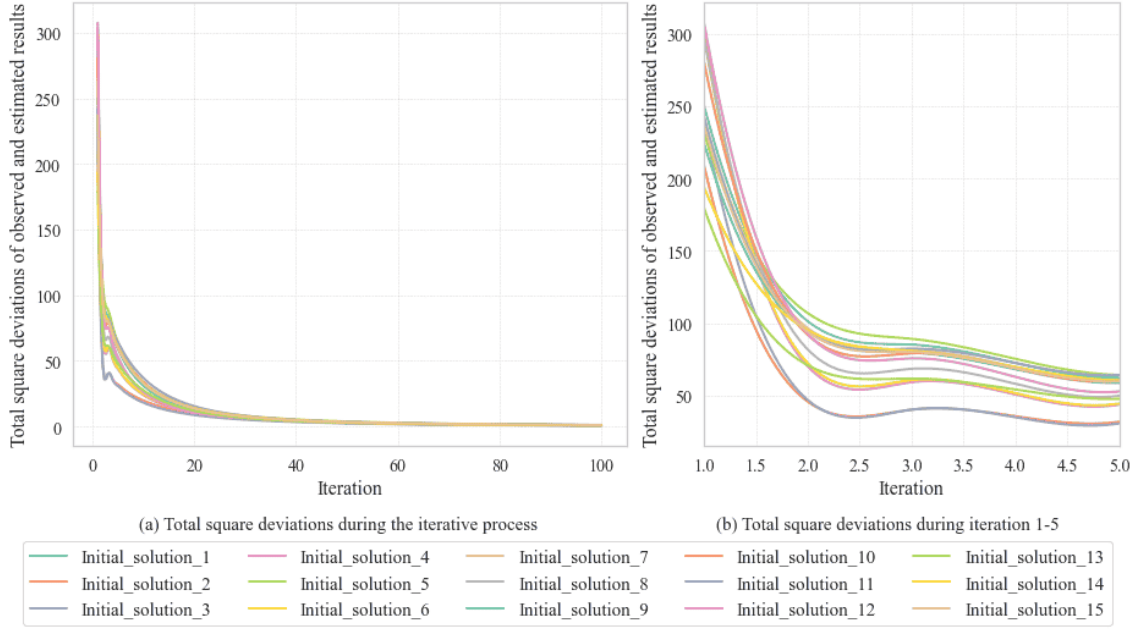 Total square deviations of observed and estimated results
300
250
200
150
100
50
0
0 20 40 60 80 100
Iteration
(a) Total square deviations during the iterative process
Total square deviations of observed and estimated results
300
250
200
150
100
50
1.0 1.5 2.0 2.5 3.0 3.5 4.0 4.5 5.0
Iteration
(b) Total square deviations during iteration 1-5
Initial_solution_1 Initial_solution_4 Initial_solution_7 Initial_solution_10 Initial_solution_13
Initial_solution_2 Initial_solution_5 Initial_solution_8 Initial_solution_11 Initial_solution_14
Initial_solution_3 Initial_solution_6 Initial_solution_9 Initial_solution_12 Initial_solution_15